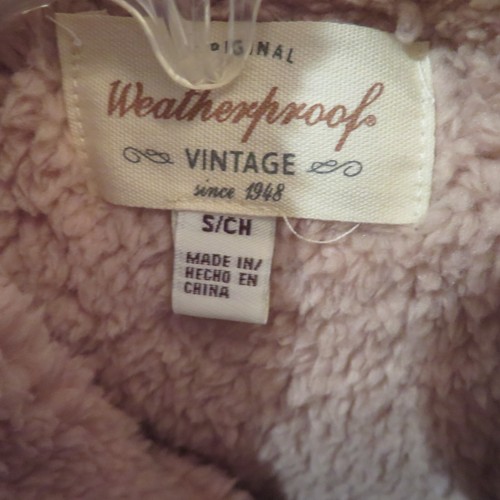 ORIGINAL
Weatherproof®
VINTAGE
since 1948
S/CH
MADE IN/
HECHO EN
CHINA